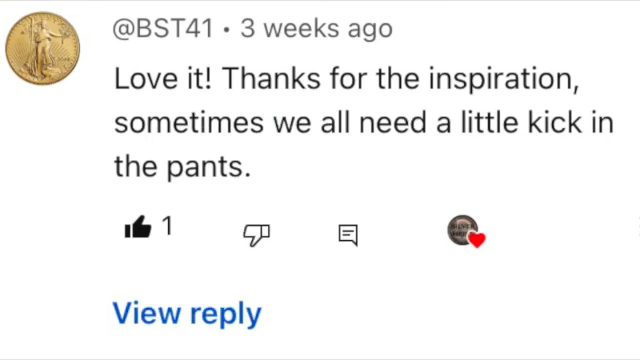 @BST41 • 3 weeks ago
Love it! Thanks for the inspiration,
sometimes we all need a little kick in
the pants.
1
View reply